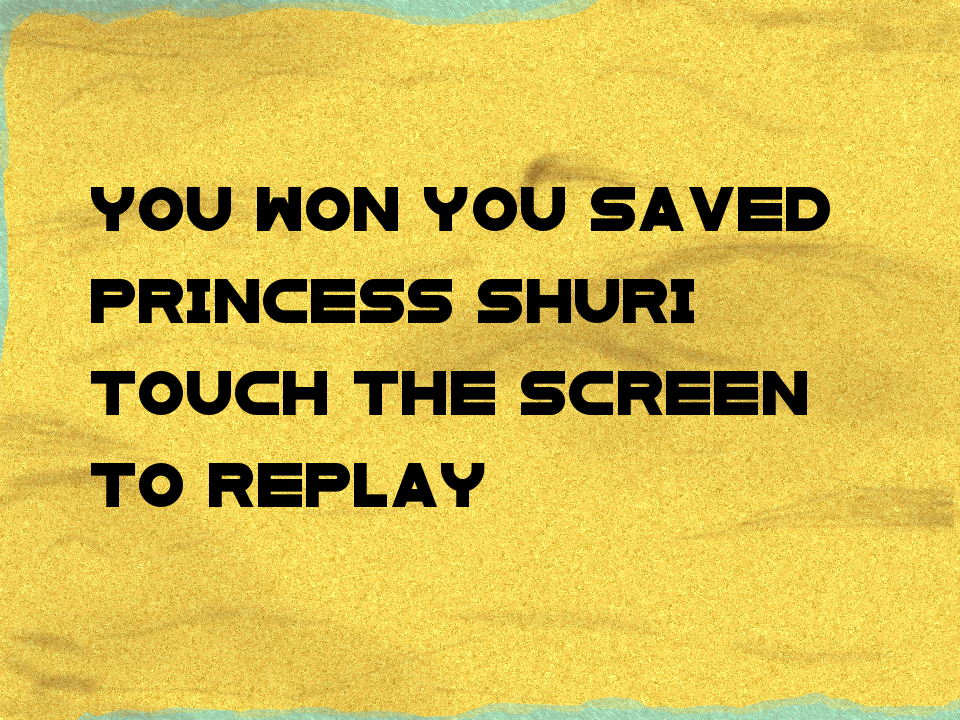 YOU WON YOU SAVED
PRINCESS SHURI
TOUCH THE SCREEN
TO REPLAY